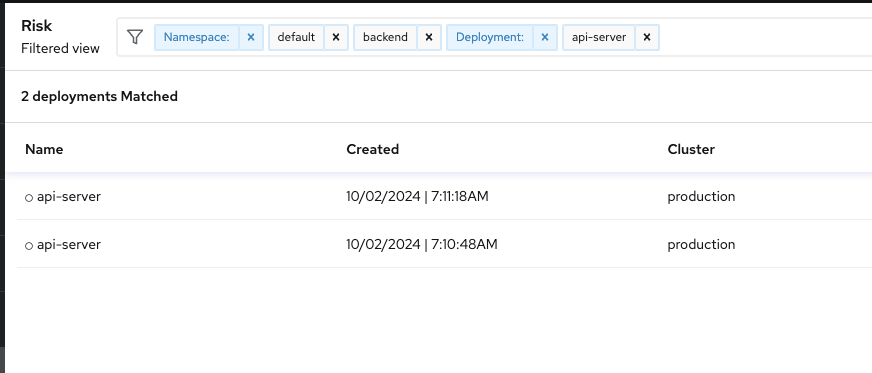 Risk
Filtered view
Namespace: × default × backend × Deployment: × api-server ×
2 deployments Matched
Name Created Cluster
api-server 10/02/2024 | 7:11:18AM production
api-server 10/02/2024 | 7:10:48AM production